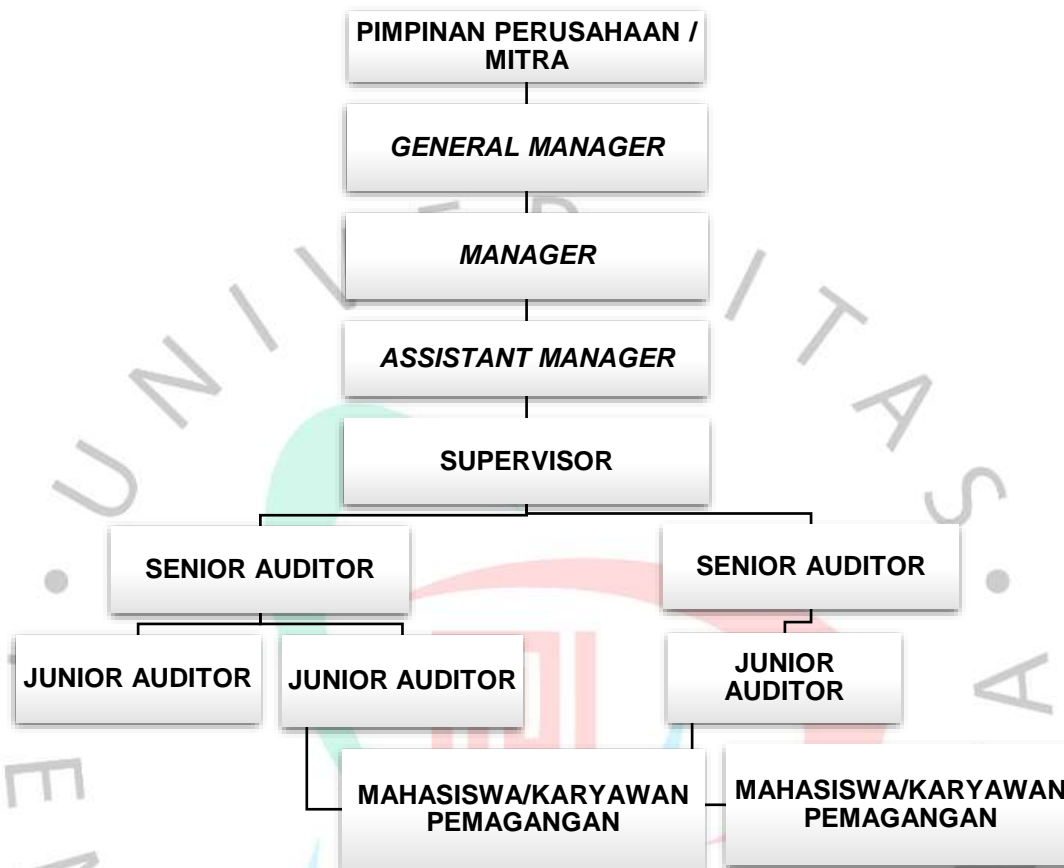 PIMPINAN PERUSAHAAN /
MITRA
GENERAL MANAGER
MANAGER
ASSISTANT MANAGER
SUPERVISOR
SENIOR AUDITOR
SENIOR AUDITOR
JUNIOR AUDITOR
JUNIOR AUDITOR
JUNIOR
AUDITOR
MAHASISWA/KARYAWAN
PEMAGANGAN
MAHASISWA/KARYAWAN
PEMAGANGAN